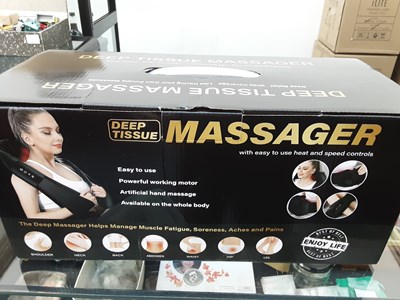 iLITE
DEEP TISSUE MASSAGER
DEEP
TISSUE
MASSAGER
with easy to use heat and speed controls
Easy to use
Powerful working motor
Artificial hand massage
Available on the whole body
The Deep Massager Helps Manage Muscle Fatigue, Soreness, Aches and Pains
ENJOY LIFE
SHOULDER
NECK
BACK
ABDOMEN
WAIST
HIP
LEG